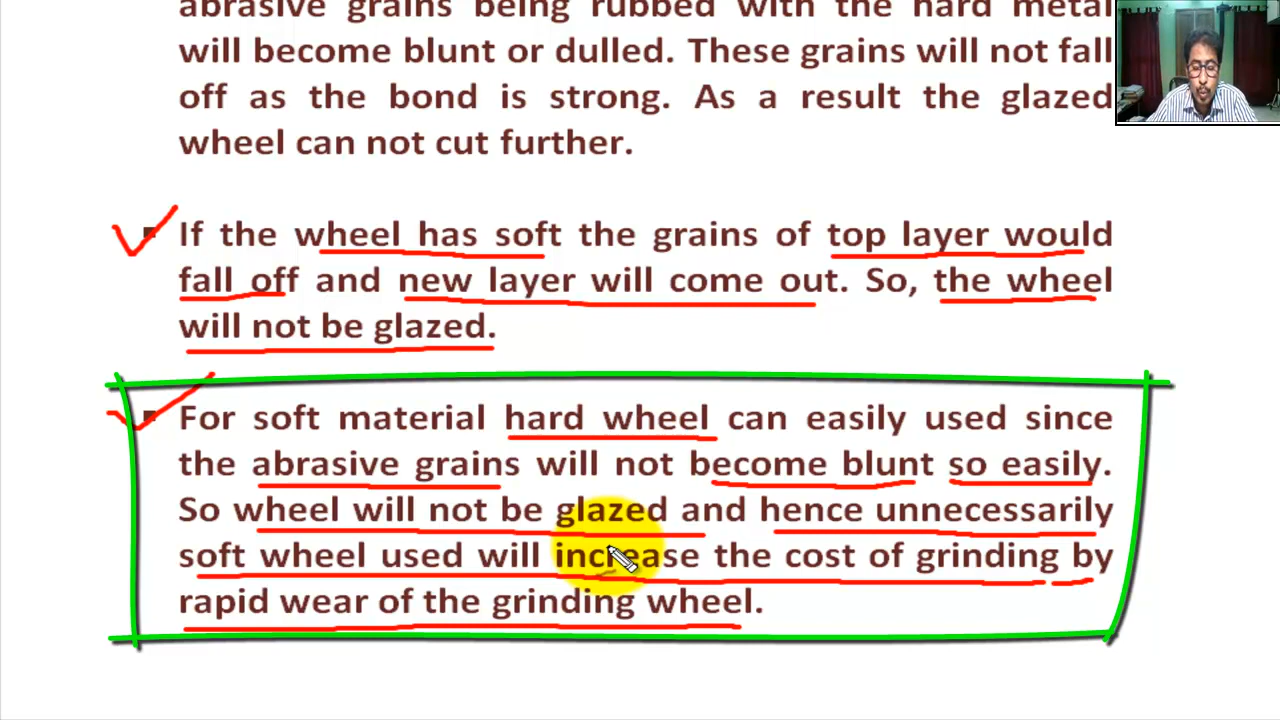 abrasive grains being rubbed with the hard metal
will become blunt or dulled. These grains will not fall
off as the bond is strong. As a result the glazed
wheel can not cut further.
If the wheel has soft the grains of top layer would
fall off and new layer will come out. So, the wheel
will not be glazed.
For soft material hard wheel can easily used since
the abrasive grains will not become blunt so easily.
So wheel will not be glazed and hence unnecessarily
soft wheel used will increase the cost of grinding by
rapid wear of the grinding wheel.